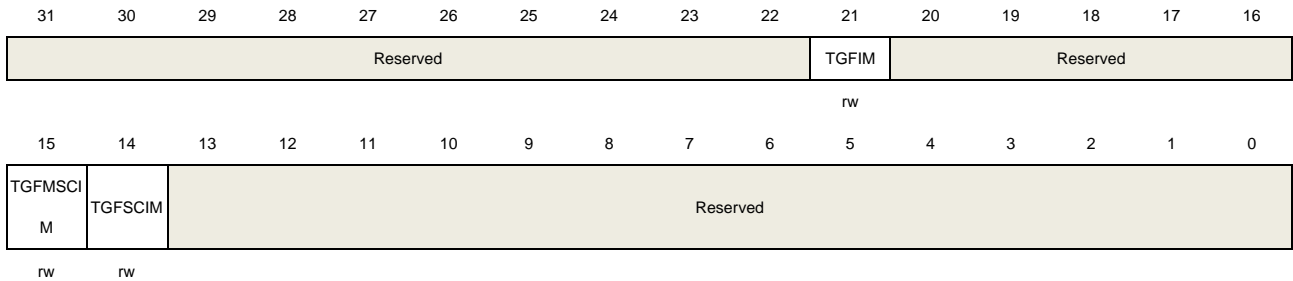 31 30 29 28 27 26 25 24 23 22 21 20 19 18 17 16
Reserved TGFIM Reserved
rw
15 14 13 12 11 10 9 8 7 6 5 4 3 2 1 0
TGFMSCI
M
TGFSCIM
Reserved
rw rw